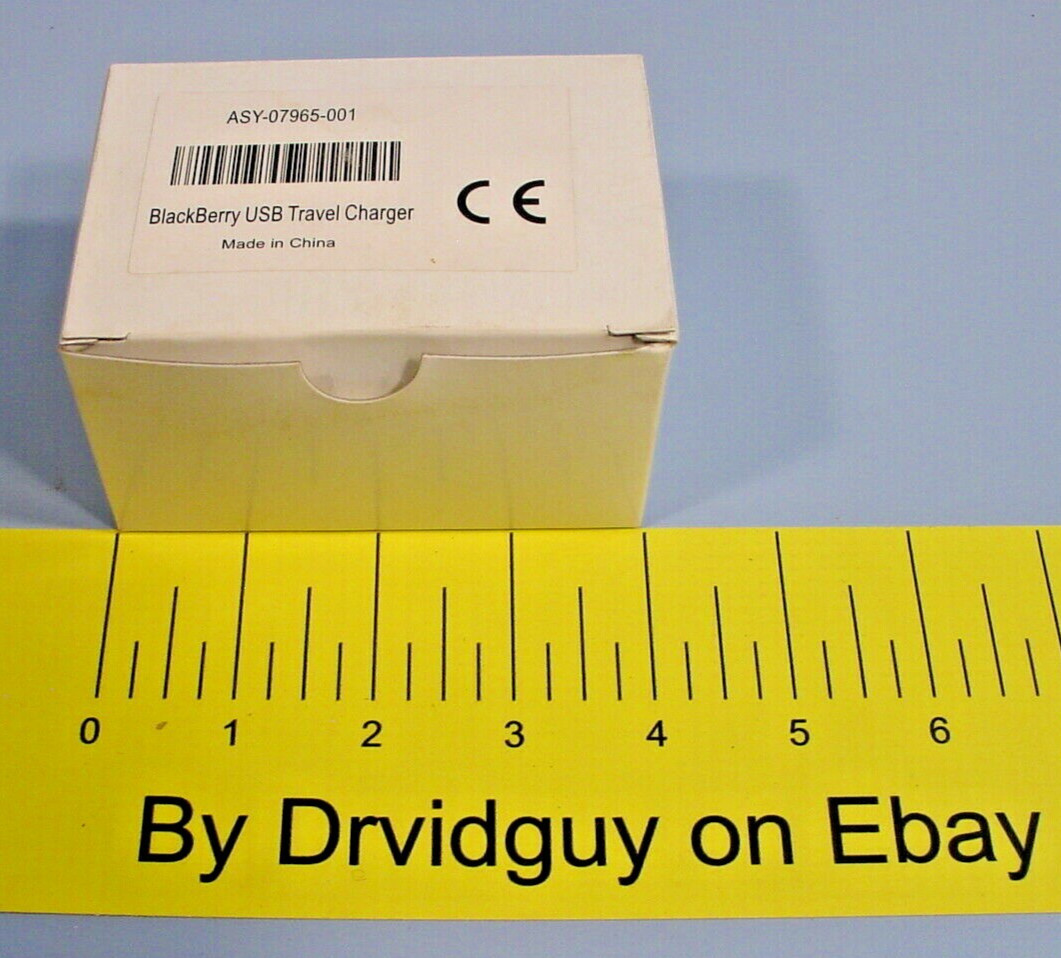 ASY-07965-001
BlackBerry USB Travel Charger
CE
Made in China
0 1 2 3 4 5 6
By Drvidguy on Ebay